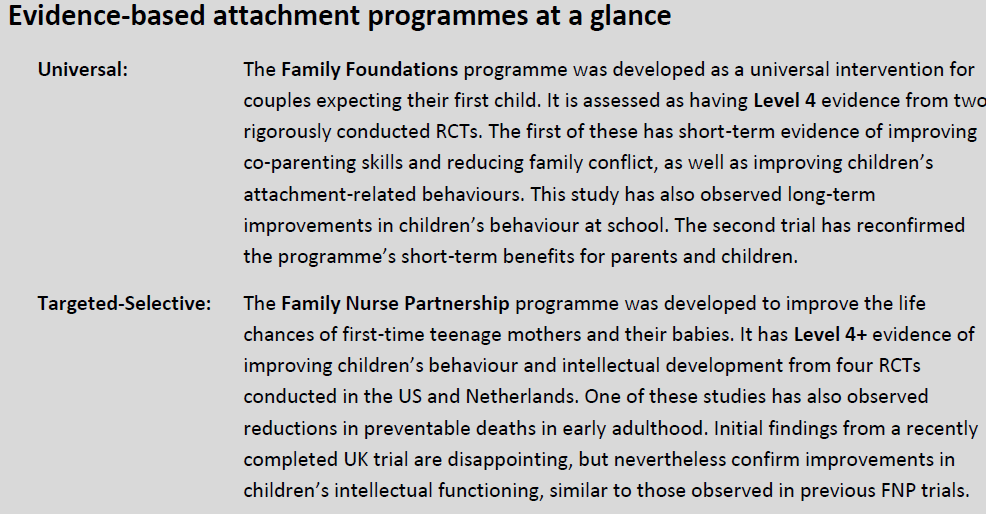 Evidence-based attachment programmes at a glance
Universal: The Family Foundations programme was developed as a universal intervention for
couples expecting their first child. It is assessed as having Level 4 evidence from two
rigorously conducted RCTs. The first of these has short-term evidence of improving
co-parenting skills and reducing family conflict, as well as improving children’s
attachment-related behaviours. This study has also observed long-term
improvements in children’s behaviour at school. The second trial has reconfirmed
the programme’s short-term benefits for parents and children.
Targeted-Selective: The Family Nurse Partnership programme was developed to improve the life
chances of first-time teenage mothers and their babies. It has Level 4+ evidence of
improving children’s behaviour and intellectual development from four RCTs
conducted in the US and Netherlands. One of these studies has also observed
reductions in preventable deaths in early adulthood. Initial findings from a recently
completed UK trial are disappointing, but nevertheless confirm improvements in
children’s intellectual functioning, similar to those observed in previous FNP trials.